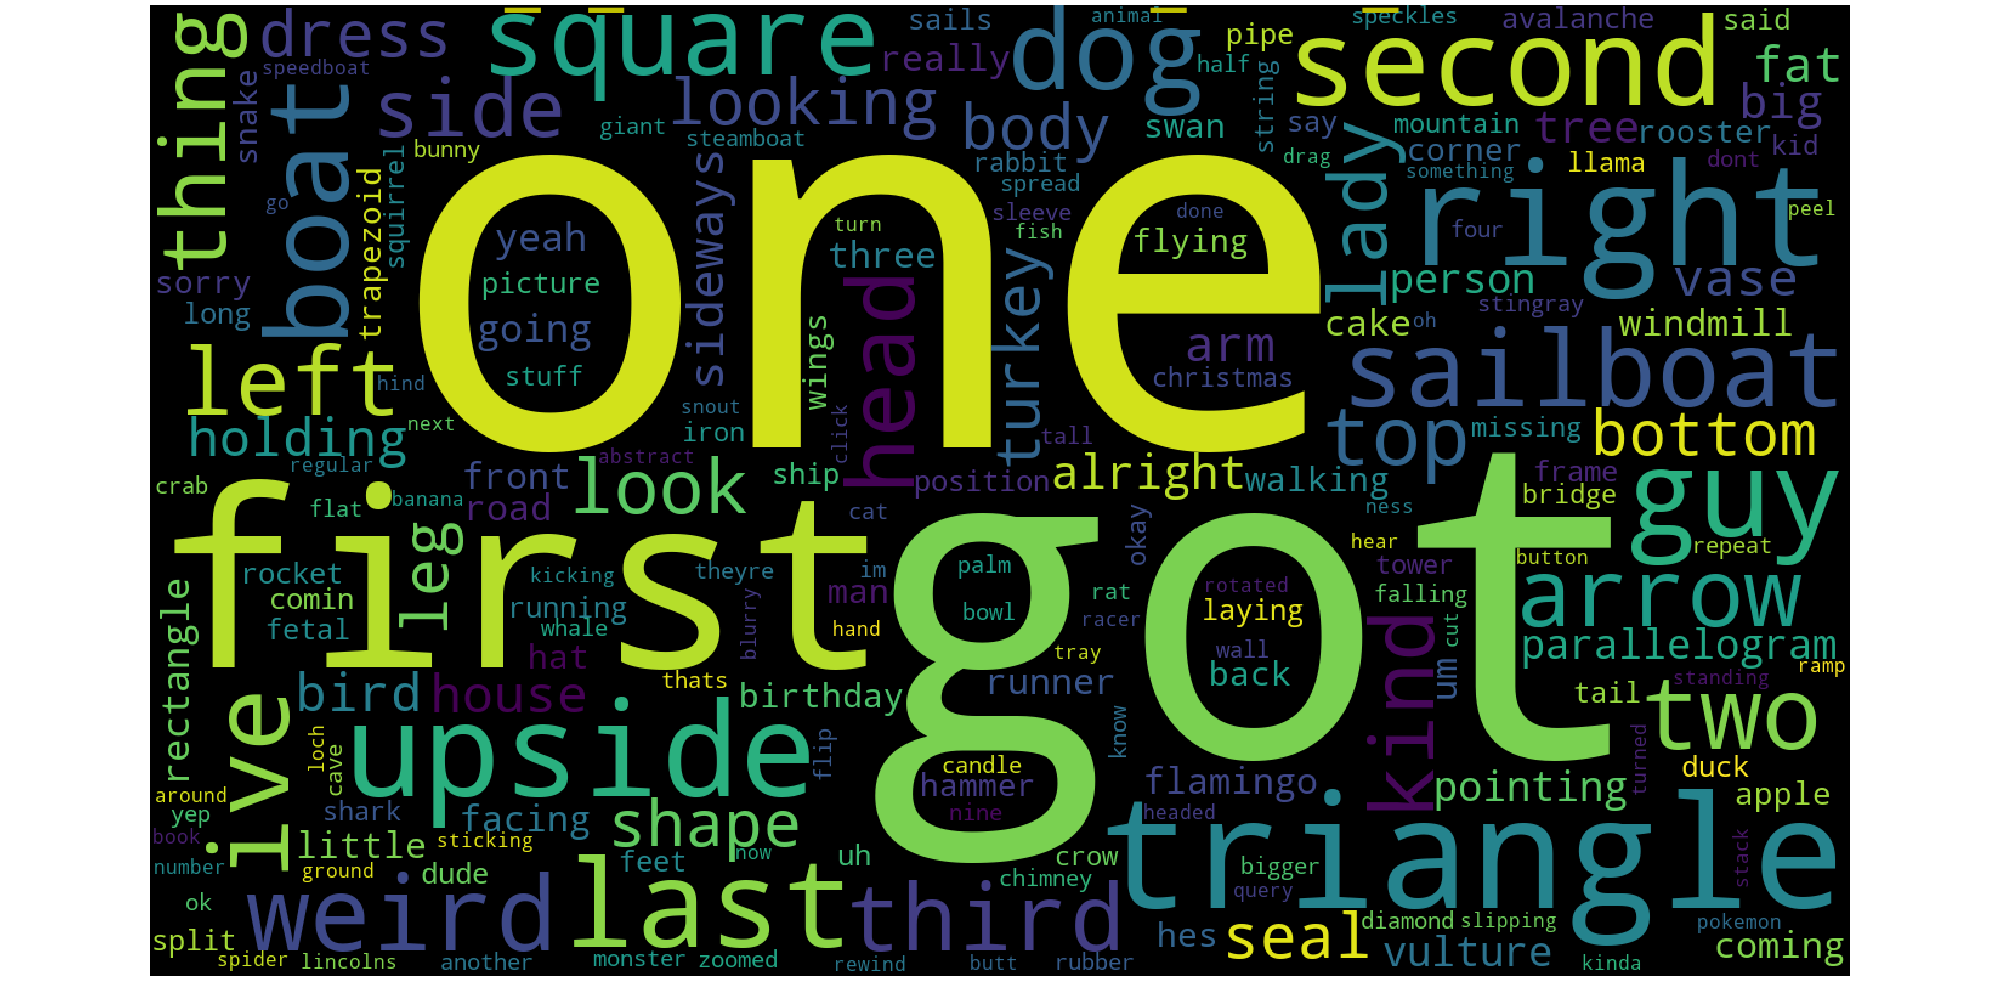 one
got
first
triangle
second
right
square
upside
last
sailboat
boat
dog
head
thing
third
weird
guy
arrow
left
side
dress
looking
body
lady
top
bottom
two
kind
ive
look
shape
leg
holding
turkey
sideways
alright
seal
bird
house
fat
big
tree
rooster
vase
person
windmill
cake
arm
christmas
three
flying
yeah
picture
going
stuff
wings
iron
snout
click
tall
position
walking
missing
frame
bridge
repeat
button
parallelogram
ramp
standing
tail
um
cut
falling
tower
hear
ness
okay
cat
ship
front
road
abstract
banana
regular
flat
crab
next
hind
trapezoid
squirrel
long
sorry
go
snake
speedboat
bunny
giant
steamboat
sails
really
animal
pipe
half
swan
string
say
drag
speckles
avalanche
said
mountain
corner
something
llama
kid
dont
peel
four
stingray
oh
rabbit
spread
sleeve
fish
turn
done
rocket
comin
fetal
rectangle
kicking
running
whale
theyre
blurry
im
man
hand
hat
thats
birthday
palm
bowl
rat
racer
tray
runner
rotated
laying
wall
back
know
flip
loch
cave
around
yep
book
number
shark
facing
little
sticking
ground
dude
feet
now
uh
candle
hammer
nine
flamingo
headed
crow
chimney
pointing
turned
duck
apple
stack
bigger
query
diamond
slipping
pokemon
coming
kinda
vulture
hes
rubber
butt
rewind
zoomed
monster
another
lincolns
spider
split
ok